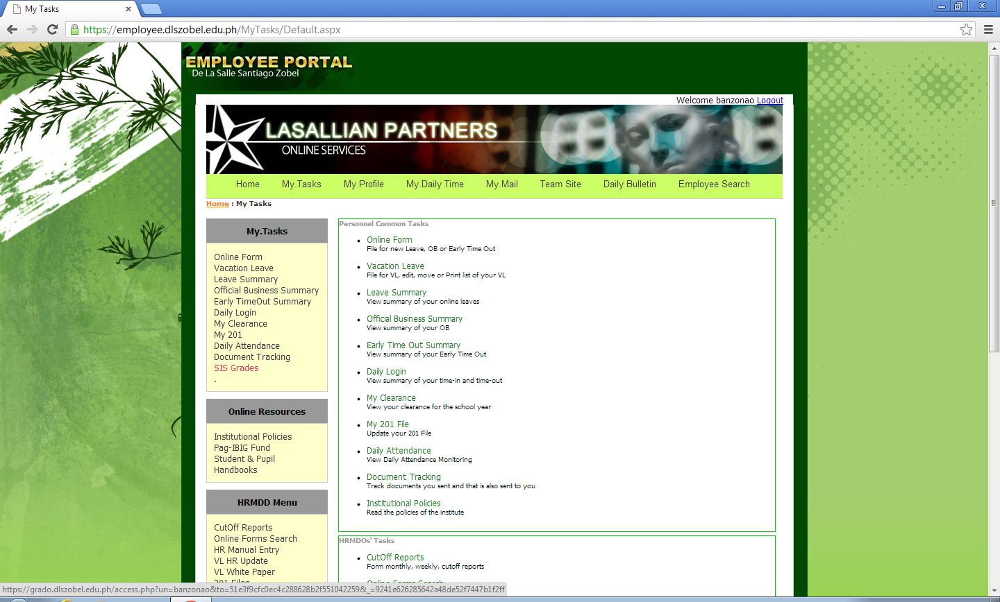 My Tasks
https://employee.dlszobel.edu.ph/MyTasks/Default.aspx
EMPLOYEE PORTAL
De La Salle Santiago Zobel
Welcome banzonao Logout
LASALLIAN PARTNERS
ONLINE SERVICES
Home My.Tasks My.Profile My.Daily Time My.Mail Team Site Daily Bulletin Employee Search
Home : My Tasks
My.Tasks
Online Form
Vacation Leave
Leave Summary
Official Business Summary
Early TimeOut Summary
Daily Login
My Clearance
My 201
Daily Attendance
Document Tracking
SIS Grades
.
Online Resources
Institutional Policies
Pag-IBIG Fund
Student & Pupil
Handbooks
HRMDD Menu
CutOff Reports
Online Forms Search
HR Manual Entry
VL HR Update
VL White Paper
201 Files
Personnel Common Tasks
Online Form
File for new Leave, OB or Early Time Out
Vacation Leave
File for VL, edit, move or Print list of your VL
Leave Summary
View summary of your online leaves
Official Business Summary
View summary of your OB
Early Time Out Summary
View summary of your Early Time Out
Daily Login
View summary of your time-in and time-out
My Clearance
View your clearance for the school year
My 201 File
Update your 201 File
Daily Attendance
View Daily Attendance Monitoring
Document Tracking
Track documents you sent and that is also sent to you
Institutional Policies
Read the policies of the institute
HRMDOs' Tasks
CutOff Reports
Form monthly, weekly, cutoff reports
Online Forms Search
https://grado.dlszobel.edu.ph/access.php?un=banzonao&to=51e3f9cfc0ec4c288628b2f551042259&_=9241e626285642a48de52f7447b1f2ff